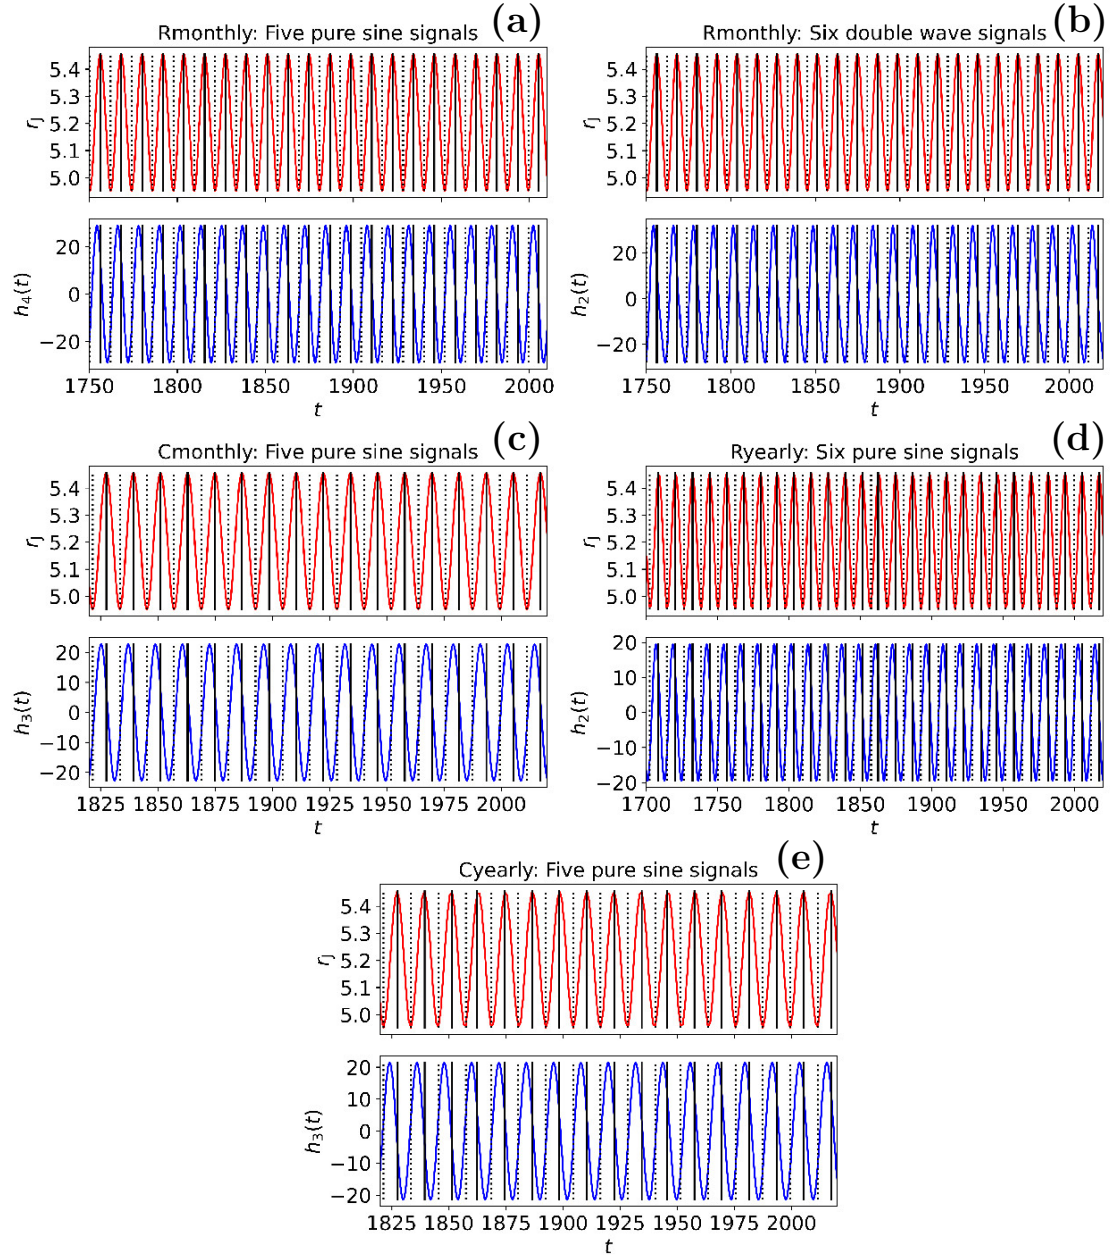 (a)
Rmonthly: Five pure sine signals
5.4
5.3
5.2
5.1
5.0
r_J
20
0
−20
h_4(t)
1750 1800 1850 1900 1950 2000
t
(b)
Rmonthly: Six double wave signals
5.4
5.3
5.2
5.1
5.0
r_J
20
0
−20
h_2(t)
1750 1800 1850 1900 1950 2000
t
(c)
Cmonthly: Five pure sine signals
5.4
5.3
5.2
5.1
5.0
r_J
20
10
0
−10
−20
h_3(t)
1825 1850 1875 1900 1925 1950 1975 2000
t
(d)
Ryearly: Six pure sine signals
5.4
5.3
5.2
5.1
5.0
r_J
20
10
0
−10
−20
h_2(t)
1700 1750 1800 1850 1900 1950 2000
t
(e)
Cyearly: Five pure sine signals
5.4
5.3
5.2
5.1
5.0
r_J
20
10
0
−10
−20
h_3(t)
1825 1850 1875 1900 1925 1950 1975 2000
t